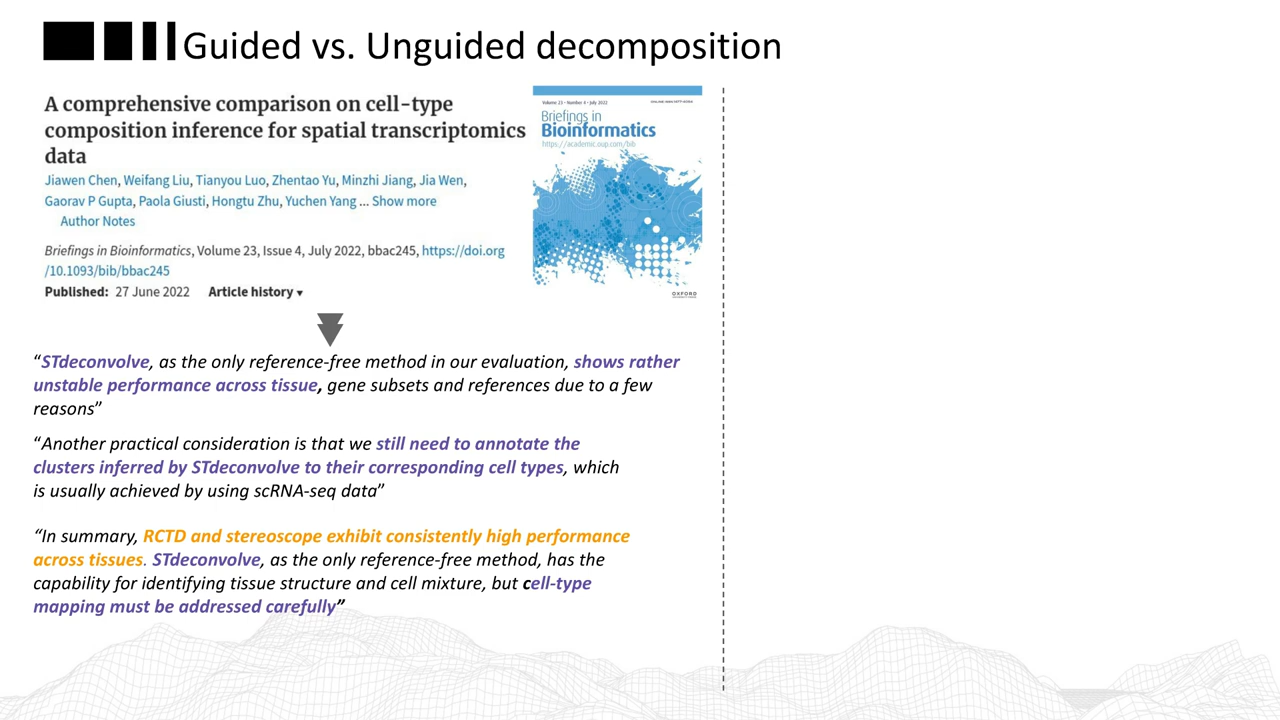 Guided vs. Unguided decomposition
A comprehensive comparison on cell-type
composition inference for spatial transcriptomics
data
Jiawen Chen, Weifang Liu, Tianyou Luo, Zhentao Yu, Minzhi Jiang, Jia Wen,
Gaorav P Gupta, Paola Giusti, Hongtu Zhu, Yuchen Yang ... Show more
Author Notes
Briefings in Bioinformatics, Volume 23, Issue 4, July 2022, bbac245, https://doi.org
/10.1093/bib/bbac245
Published: 27 June 2022 Article history ▾
Volume 23 • Number 4 • July 2022
Briefings in
Bioinformatics
https://academic.oup.com/bib
OXFORD
UNIVERSITY PRESS
“STdeconvolve, as the only reference-free method in our evaluation, shows rather
unstable performance across tissue, gene subsets and references due to a few
reasons”
“Another practical consideration is that we still need to annotate the
clusters inferred by STdeconvolve to their corresponding cell types, which
is usually achieved by using scRNA-seq data”
“In summary, RCTD and stereoscope exhibit consistently high performance
across tissues. STdeconvolve, as the only reference-free method, has the
capability for identifying tissue structure and cell mixture, but cell-type
mapping must be addressed carefully”